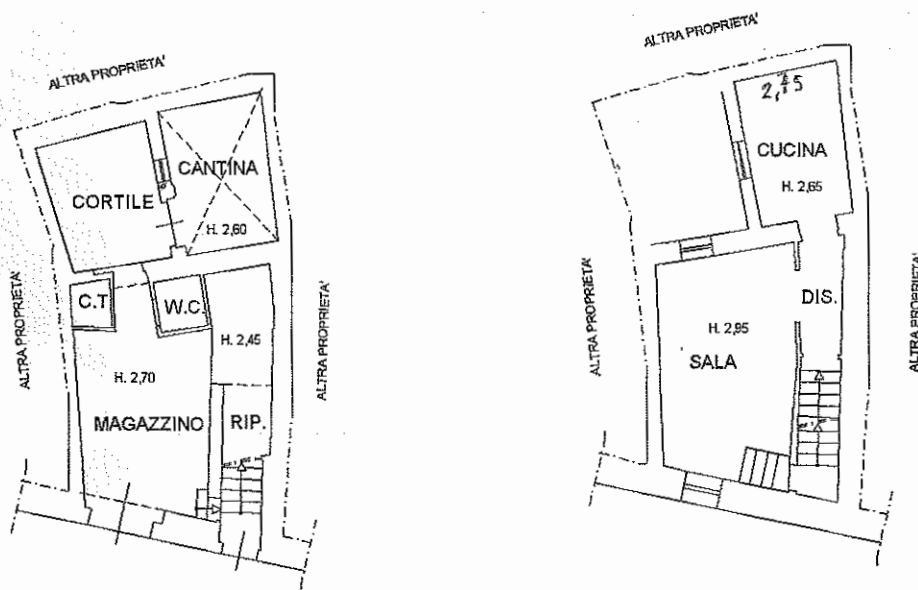 ALTRA PROPRIETA'
CORTILE
CANTINA
H. 2,60
C.T
W.C.
H. 2,45
H. 2,70
MAGAZZINO
RIP.
ALTRA PROPRIETA'
ALTRA PROPRIETA'
ALTRA PROPRIETA'
CUCINA
H. 2,65
DIS.
H. 2,95
SALA
ALTRA PROPRIETA'
ALTRA PROPRIETA'